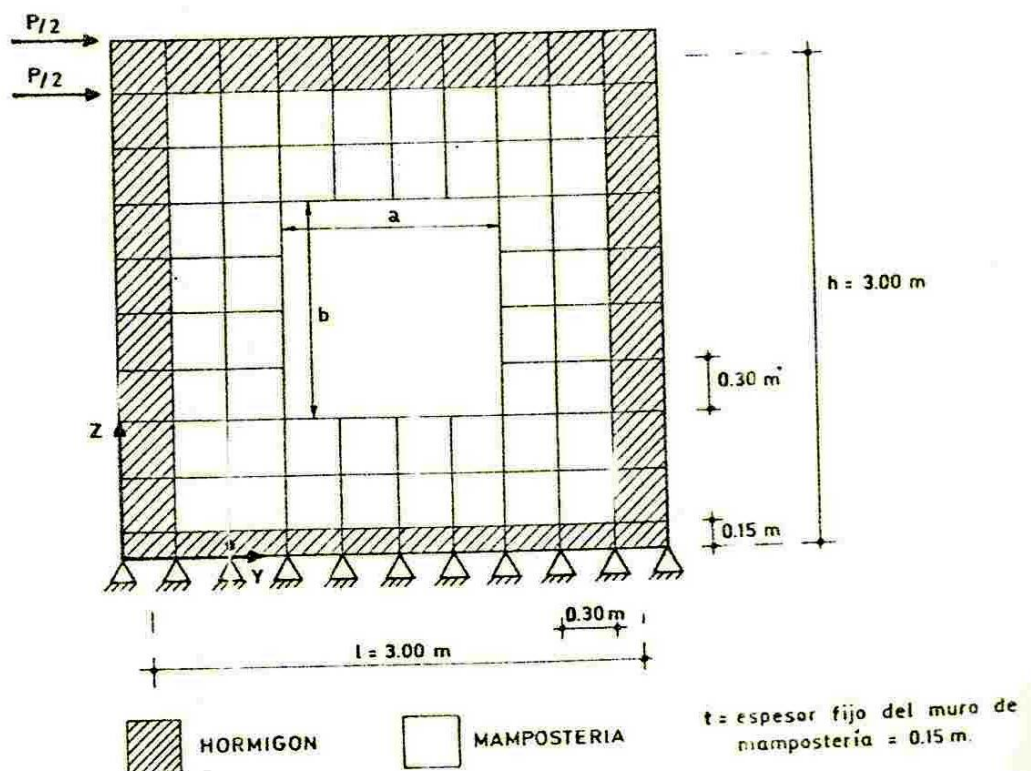 P/2
P/2
a
b
h = 3.00 m
0.30 m
Z
0.15 m
Y
0.30 m
l = 3.00 m
HORMIGON
MAMPOSTERIA
t = espesor fijo del muro de
mampostería = 0.15 m.